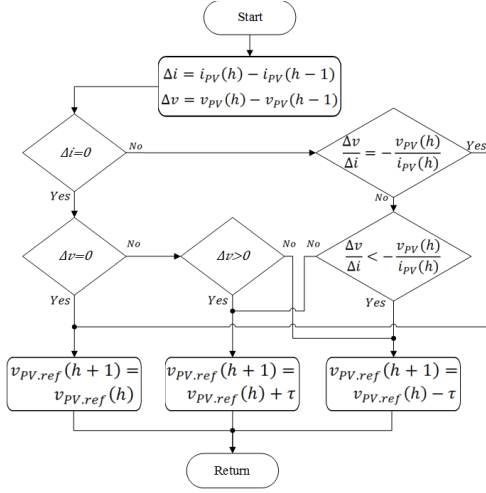 Start
Δi = i_PV(h) − i_PV(h − 1)
Δv = v_PV(h) − v_PV(h − 1)
Δi=0
No
Δv/Δi = − v_PV(h)/i_PV(h)
Yes
Yes
No
Δv=0
No
Δv>0
No
No
Δv/Δi < − v_PV(h)/i_PV(h)
Yes
Yes
Yes
v_PV.ref(h + 1) =
v_PV.ref(h)
v_PV.ref(h + 1) =
v_PV.ref(h) + τ
v_PV.ref(h + 1) =
v_PV.ref(h) − τ
Return